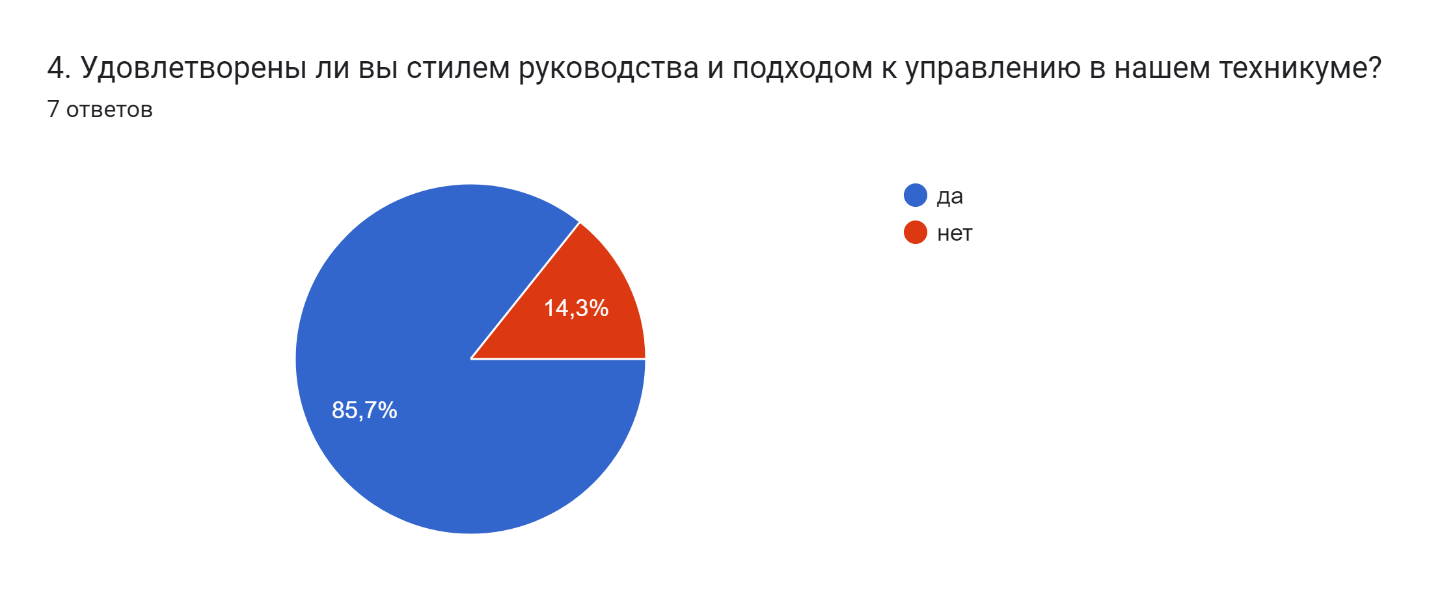 4. Удовлетворены ли вы стилем руководства и подходом к управлению в нашем техникуме?
7 ответов
да
нет
14,3%
85,7%